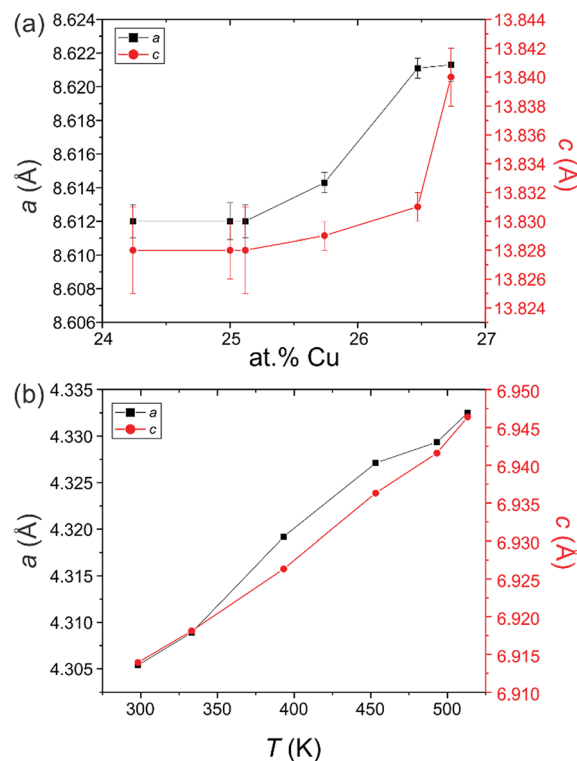 (a)
8.624
8.622
8.620
8.618
8.616
8.614
8.612
8.610
8.608
8.606
a (Å)
a
c
13.844
13.842
13.840
13.838
13.836
13.834
13.832
13.830
13.828
13.826
13.824
c (Å)
24 25 26 27
at.% Cu
(b)
4.335
4.330
4.325
4.320
4.315
4.310
4.305
a (Å)
a
c
6.950
6.945
6.940
6.935
6.930
6.925
6.920
6.915
6.910
c (Å)
300 350 400 450 500
T (K)